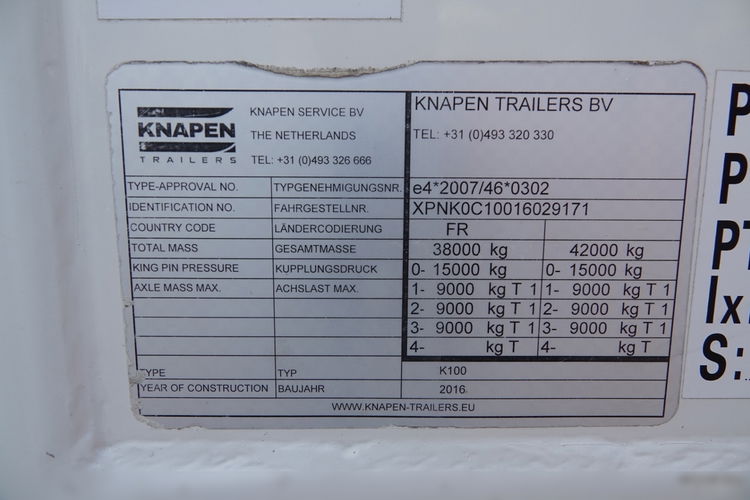 KNAPEN
TRAILERS
KNAPEN SERVICE BV
THE NETHERLANDS
TEL: +31 (0)493 326 666
KNAPEN TRAILERS BV
TEL: +31 (0)493 320 330
TYPE-APPROVAL NO. TYPGENEHMIGUNGSNR. e4*2007/46*0302
IDENTIFICATION NO. FAHRGESTELLNR. XPNK0C10016029171
COUNTRY CODE LÄNDERCODIERUNG FR
TOTAL MASS GESAMTMASSE 38000 kg 42000 kg
KING PIN PRESSURE KUPPLUNGSDRUCK 0- 15000 kg 0- 15000 kg
AXLE MASS MAX. ACHSLAST MAX. 1- 9000 kg T 1 1- 9000 kg T 1
2- 9000 kg T 1 2- 9000 kg T 1
3- 9000 kg T 1 3- 9000 kg T 1
4- kg T 4- kg T
TYPE TYP K100
YEAR OF CONSTRUCTION BAUJAHR 2016
WWW.KNAPEN-TRAILERS.EU
P
P
S: